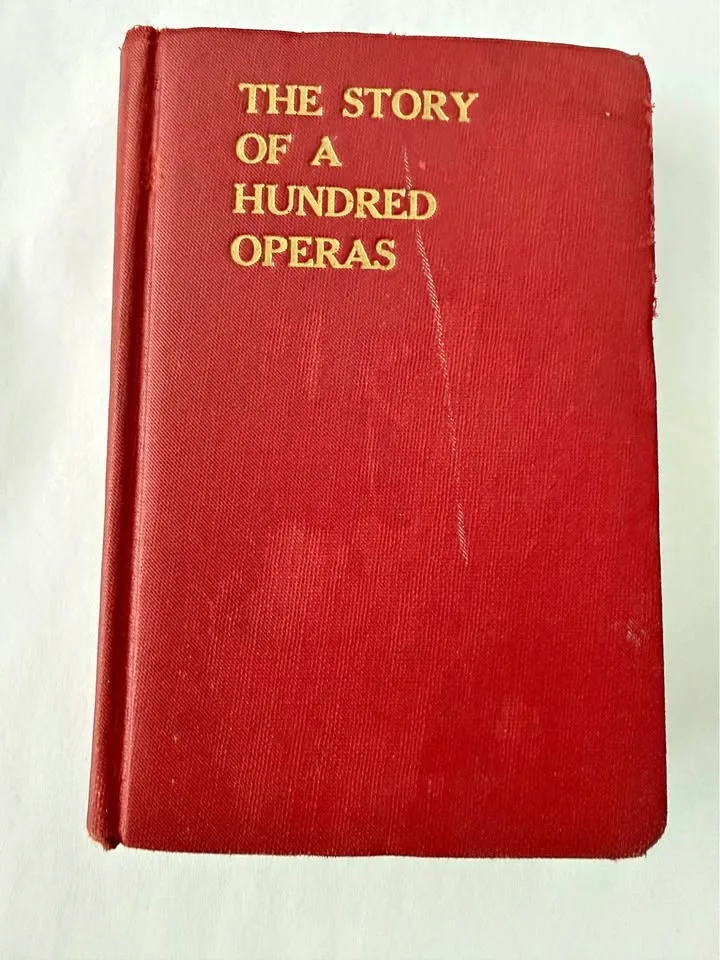 THE STORY
OF A
HUNDRED
OPERAS